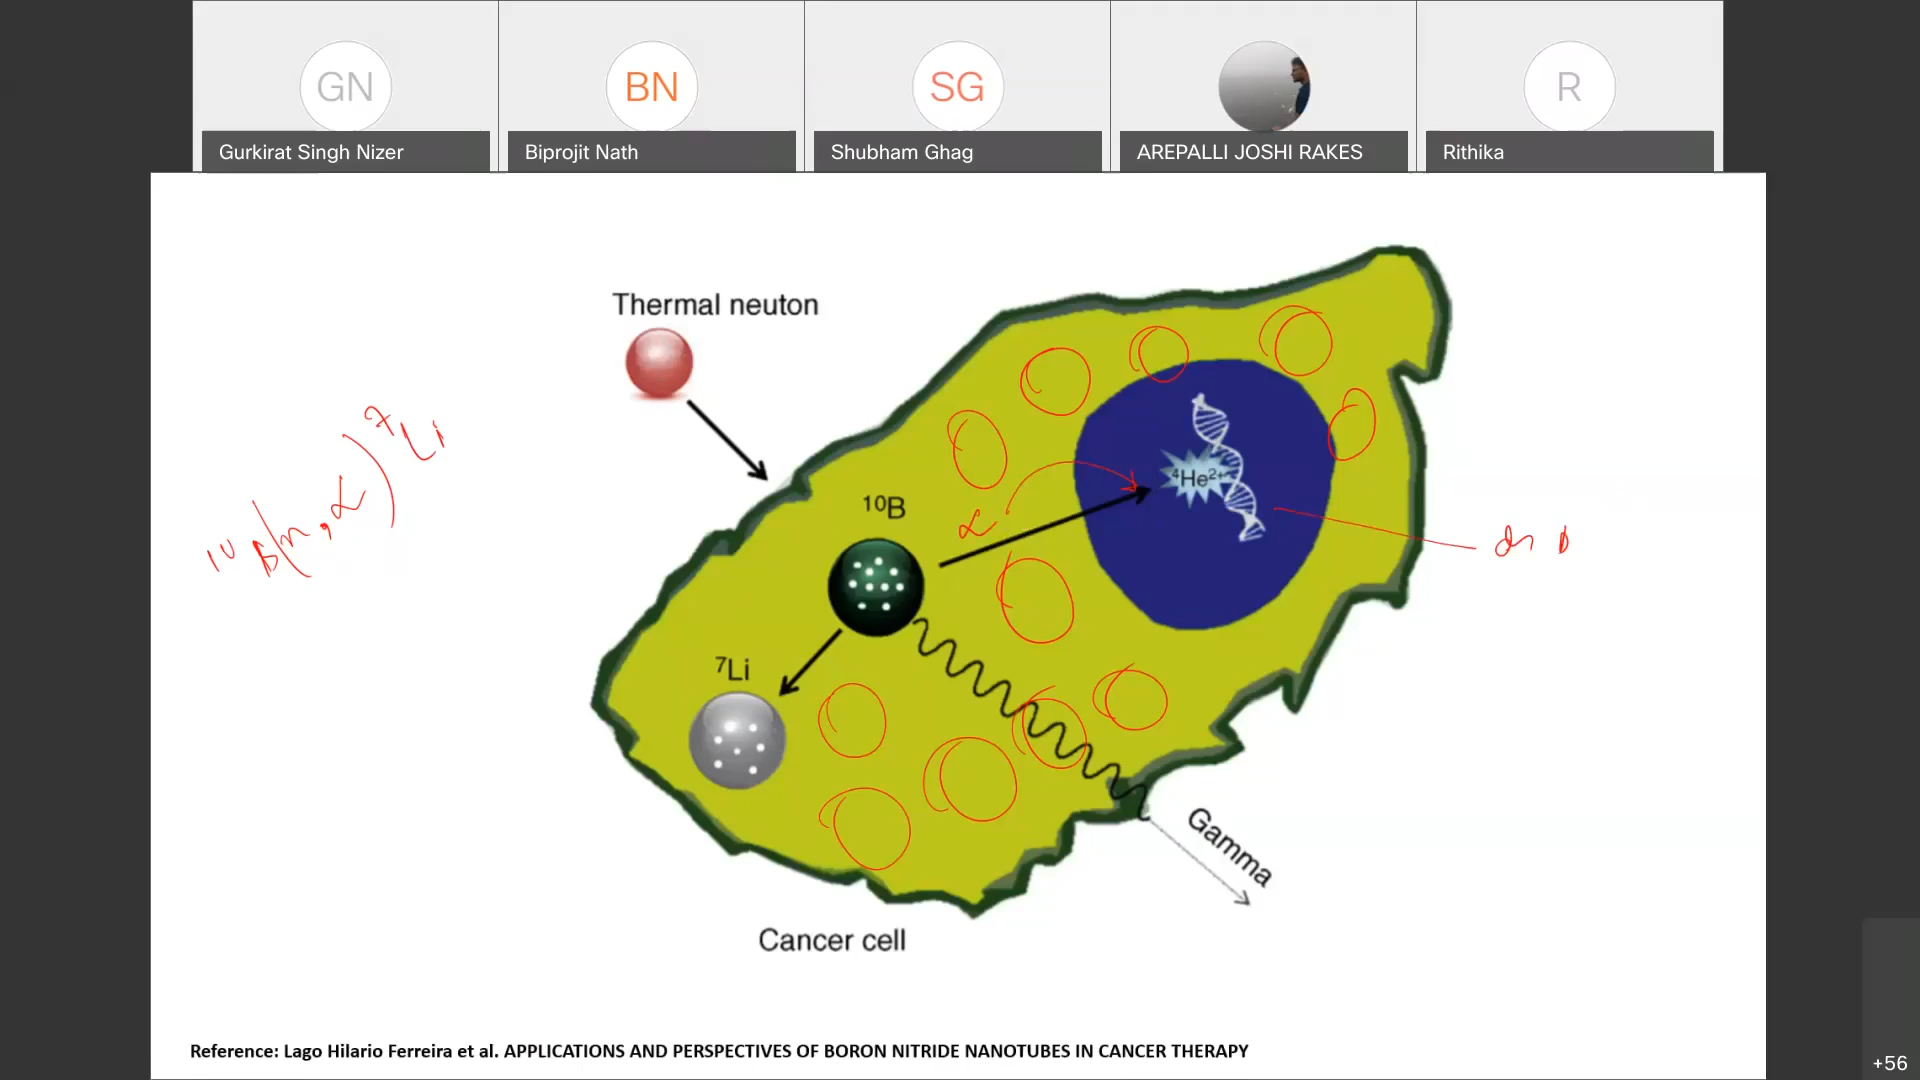 GN
BN
SG
R
Gurkirat Singh Nizer
Biprojit Nath
Shubham Ghag
AREPALLI JOSHI RAKES
Rithika
Thermal neuton
¹⁰B(n,α)⁷Li
¹⁰B
α
⁴He²⁺
⁷Li
Gamma
Cancer cell
Reference: Lago Hilario Ferreira et al. APPLICATIONS AND PERSPECTIVES OF BORON NITRIDE NANOTUBES IN CANCER THERAPY
+56